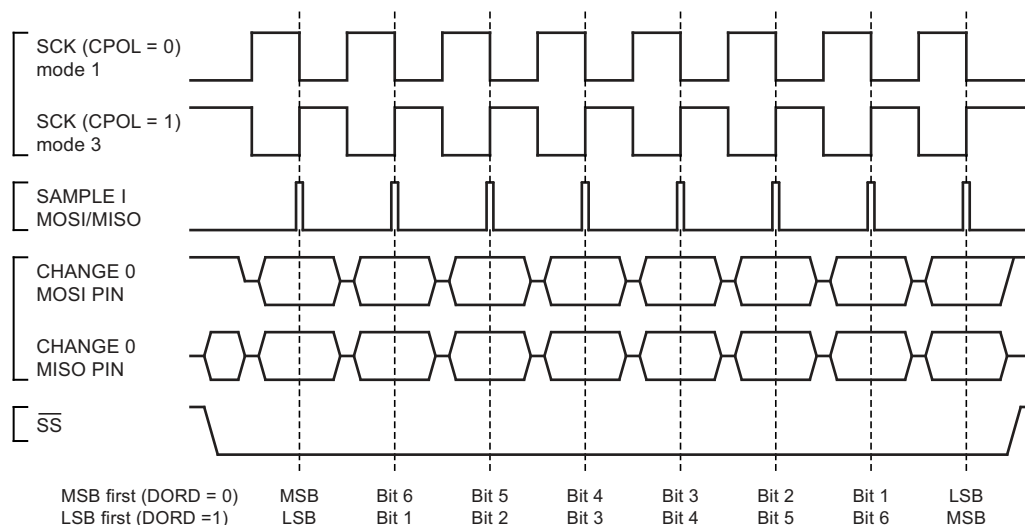 SCK (CPOL = 0)
mode 1
SCK (CPOL = 1)
mode 3
SAMPLE I
MOSI/MISO
CHANGE 0
MOSI PIN
CHANGE 0
MISO PIN
SS
MSB first (DORD = 0) MSB Bit 6 Bit 5 Bit 4 Bit 3 Bit 2 Bit 1 LSB
LSB first (DORD =1) LSB Bit 1 Bit 2 Bit 3 Bit 4 Bit 5 Bit 6 MSB